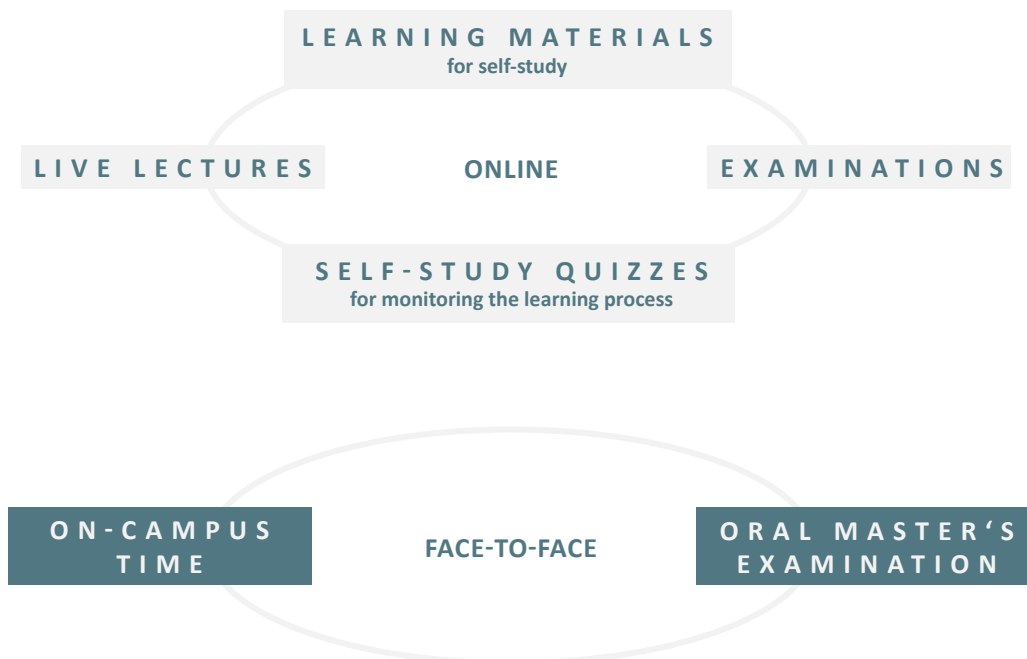 LEARNING MATERIALS
for self-study
LIVE LECTURES
ONLINE
EXAMINATIONS
SELF-STUDY QUIZZES
for monitoring the learning process
ON-CAMPUS
TIME
FACE-TO-FACE
ORAL MASTER‘S
EXAMINATION